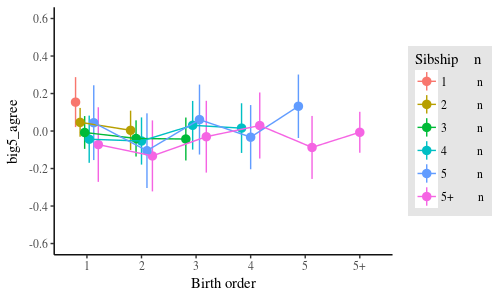 0.6
0.4
0.2
0.0
-0.2
-0.4
-0.6
big5_agree
1 2 3 4 5 5+
Birth order
Sibship n
1 n
2 n
3 n
4 n
5 n
5+ n